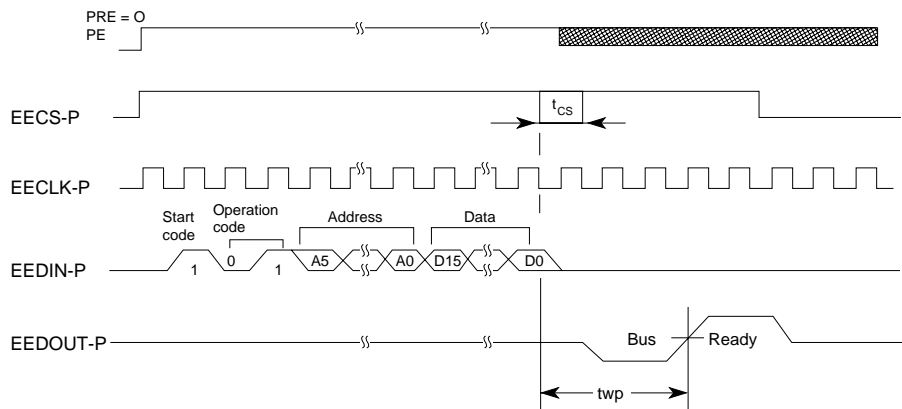 PRE = O
PE
EECS-P
tCS
EECLK-P
Start
code
Operation
code
Address
Data
EEDIN-P
1
0
1
A5
A0
D15
D0
EEDOUT-P
Bus
Ready
twp